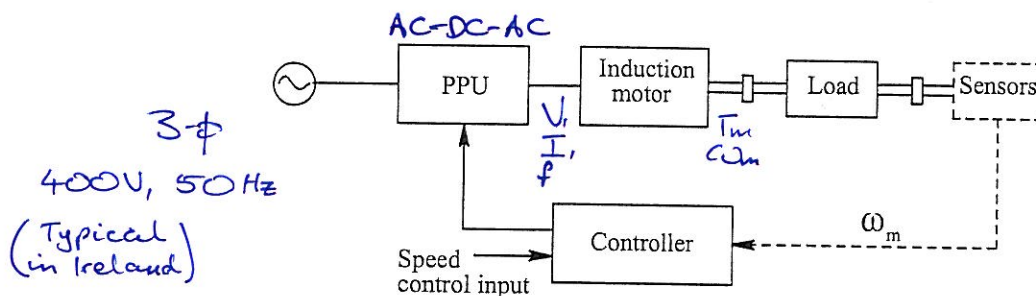 AC-DC-AC
PPU
Induction
motor
Load
Sensors
3-ϕ
400V, 50Hz
(Typical
in Ireland)
V,
I,
f
Tm
ωm
Controller
ωm
Speed
control input